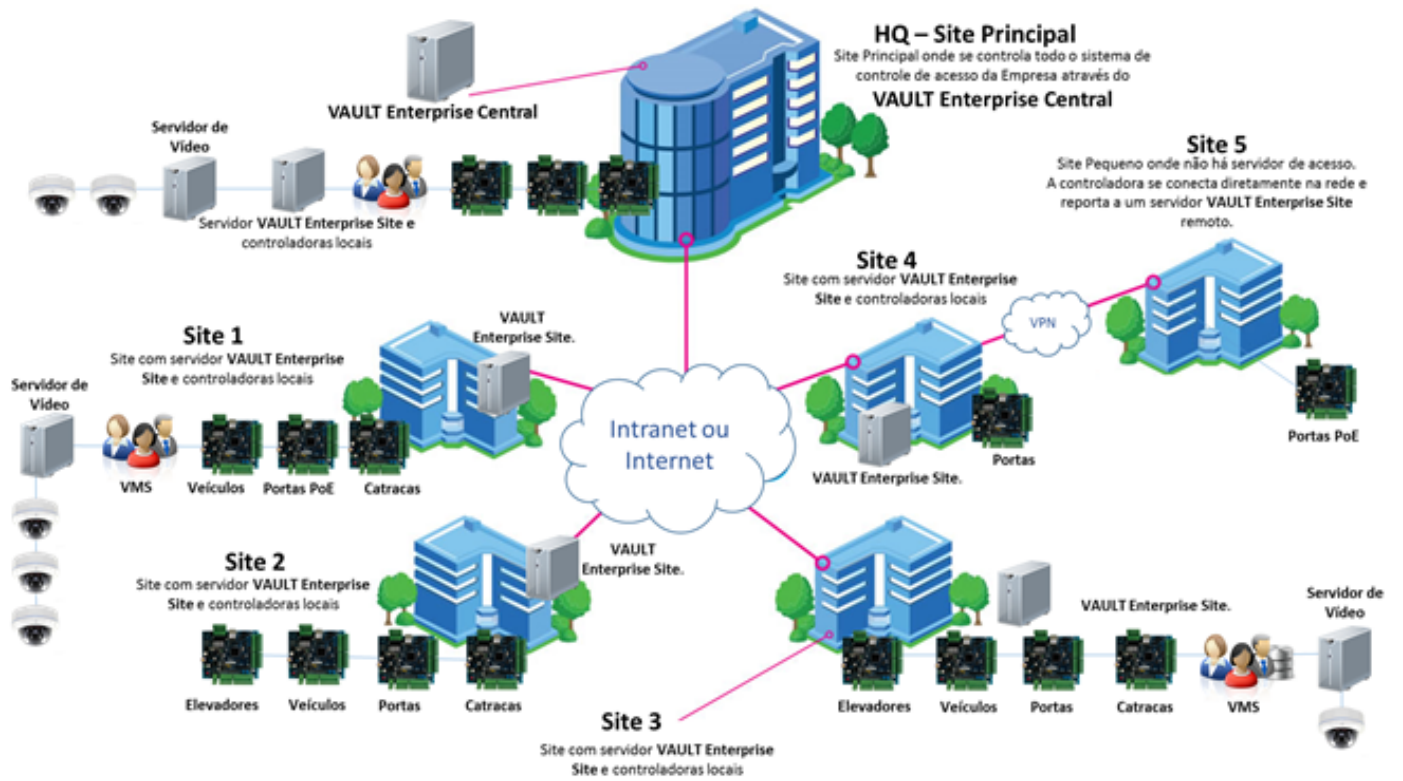 HQ – Site Principal
Site Principal onde se controla todo o sistema de
controle de acesso da Empresa através do
VAULT Enterprise Central
VAULT Enterprise Central
Servidor de
Vídeo
Servidor VAULT Enterprise Site e
controladoras locais
Site 5
Site Pequeno onde não há servidor de acesso.
A controladora se conecta diretamente na rede e
reporta a um servidor VAULT Enterprise Site
remoto.
Site 4
Site com servidor VAULT Enterprise
Site e controladoras locais
VPN
Portas PoE
Portas
VAULT Enterprise Site.
Site 1
Site com servidor VAULT Enterprise
Site e controladoras locais
VAULT
Enterprise Site.
Servidor de
Vídeo
VMS
Veículos
Portas PoE
Catracas
Intranet ou
Internet
Site 2
Site com servidor VAULT Enterprise
Site e controladoras locais
VAULT
Enterprise Site.
Elevadores
Veículos
Portas
Catracas
VAULT Enterprise Site.
Servidor de
Vídeo
Elevadores
Veículos
Portas
Catracas
VMS
Site 3
Site com servidor VAULT Enterprise
Site e controladoras locais